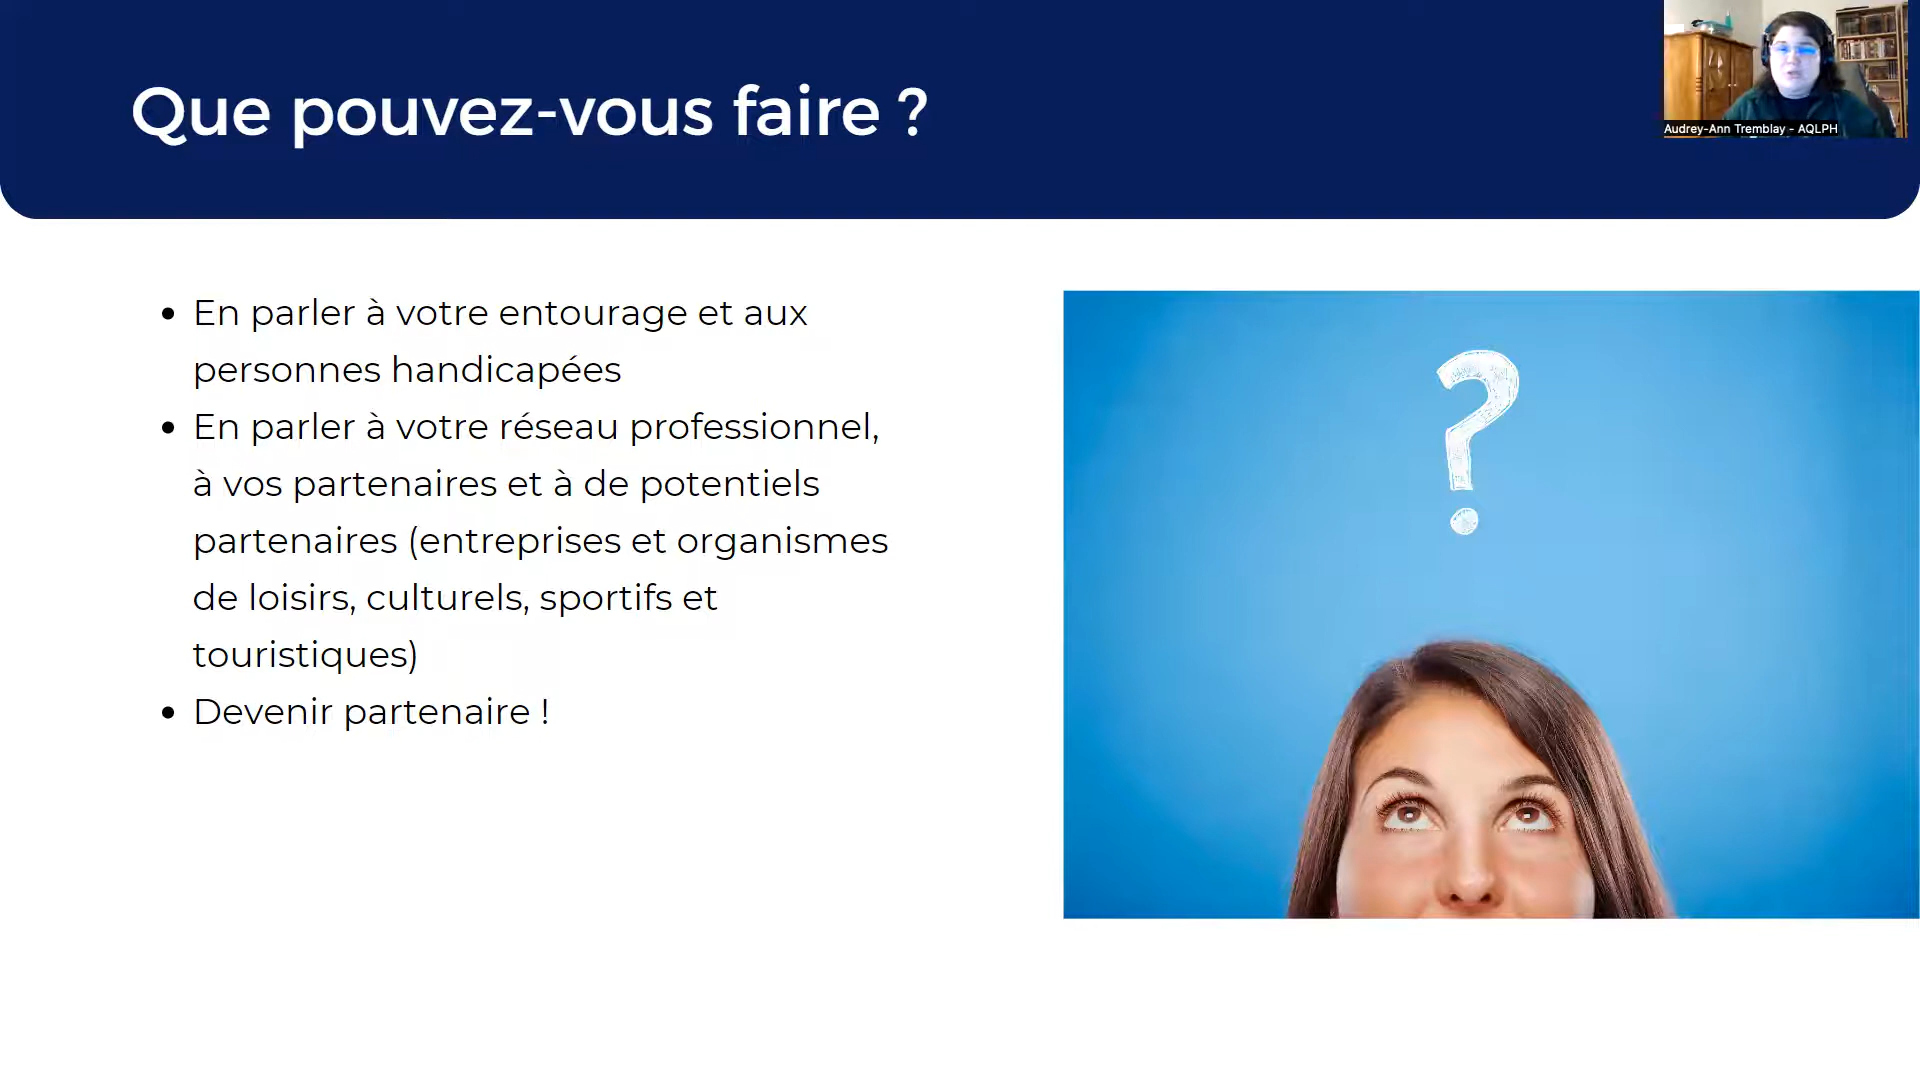 Que pouvez-vous faire ?
Audrey-Ann Tremblay - AQLPH
• En parler à votre entourage et aux
personnes handicapées
• En parler à votre réseau professionnel,
à vos partenaires et à de potentiels
partenaires (entreprises et organismes
de loisirs, culturels, sportifs et
touristiques)
• Devenir partenaire !
?